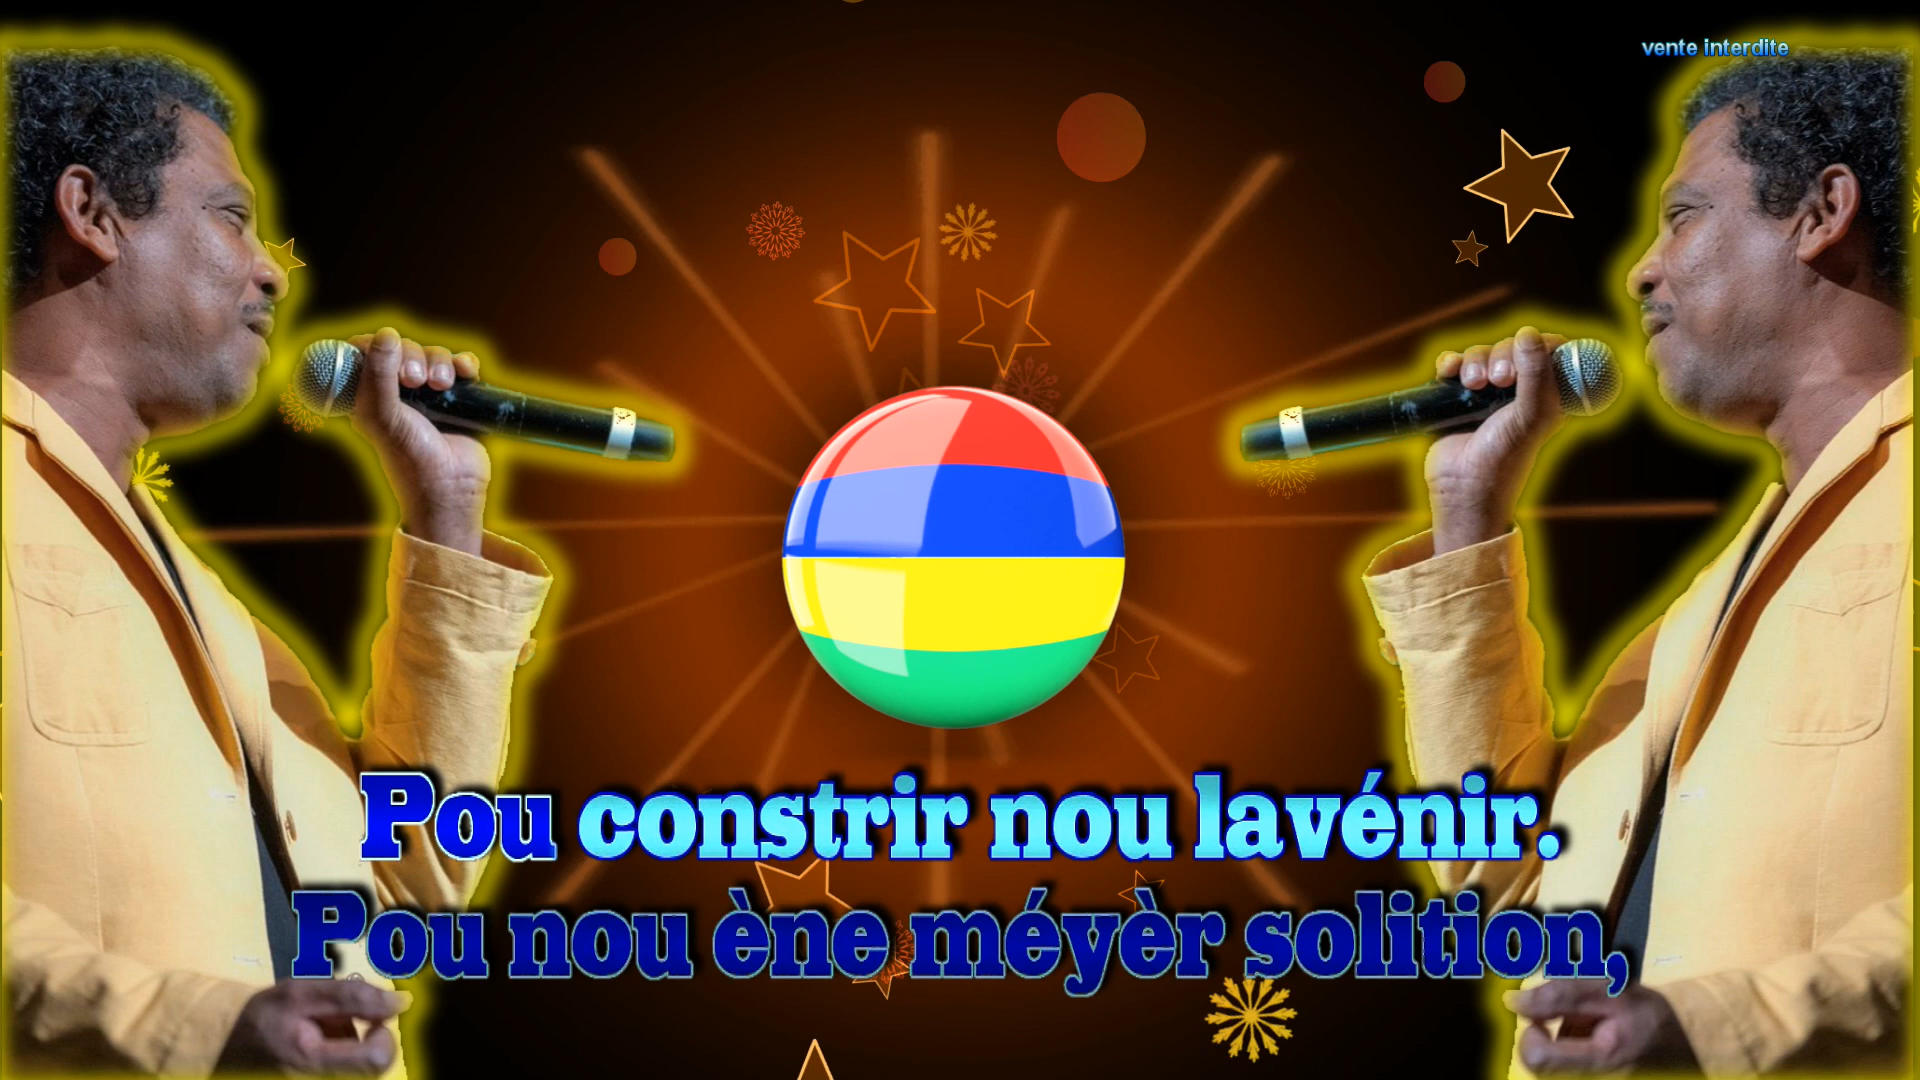 vente interdite
Pou constrir nou lavénir.
Pou nou ène méyèr solition,